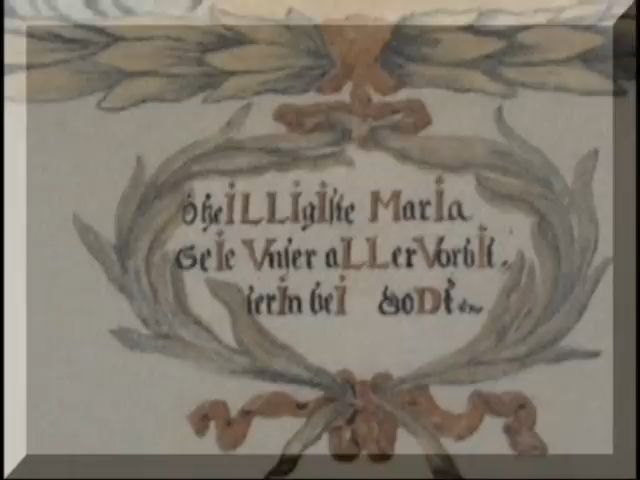 o heILLIgIste MarIa
seIe Vnser aLLer VorbIt
terIn beI GoDt